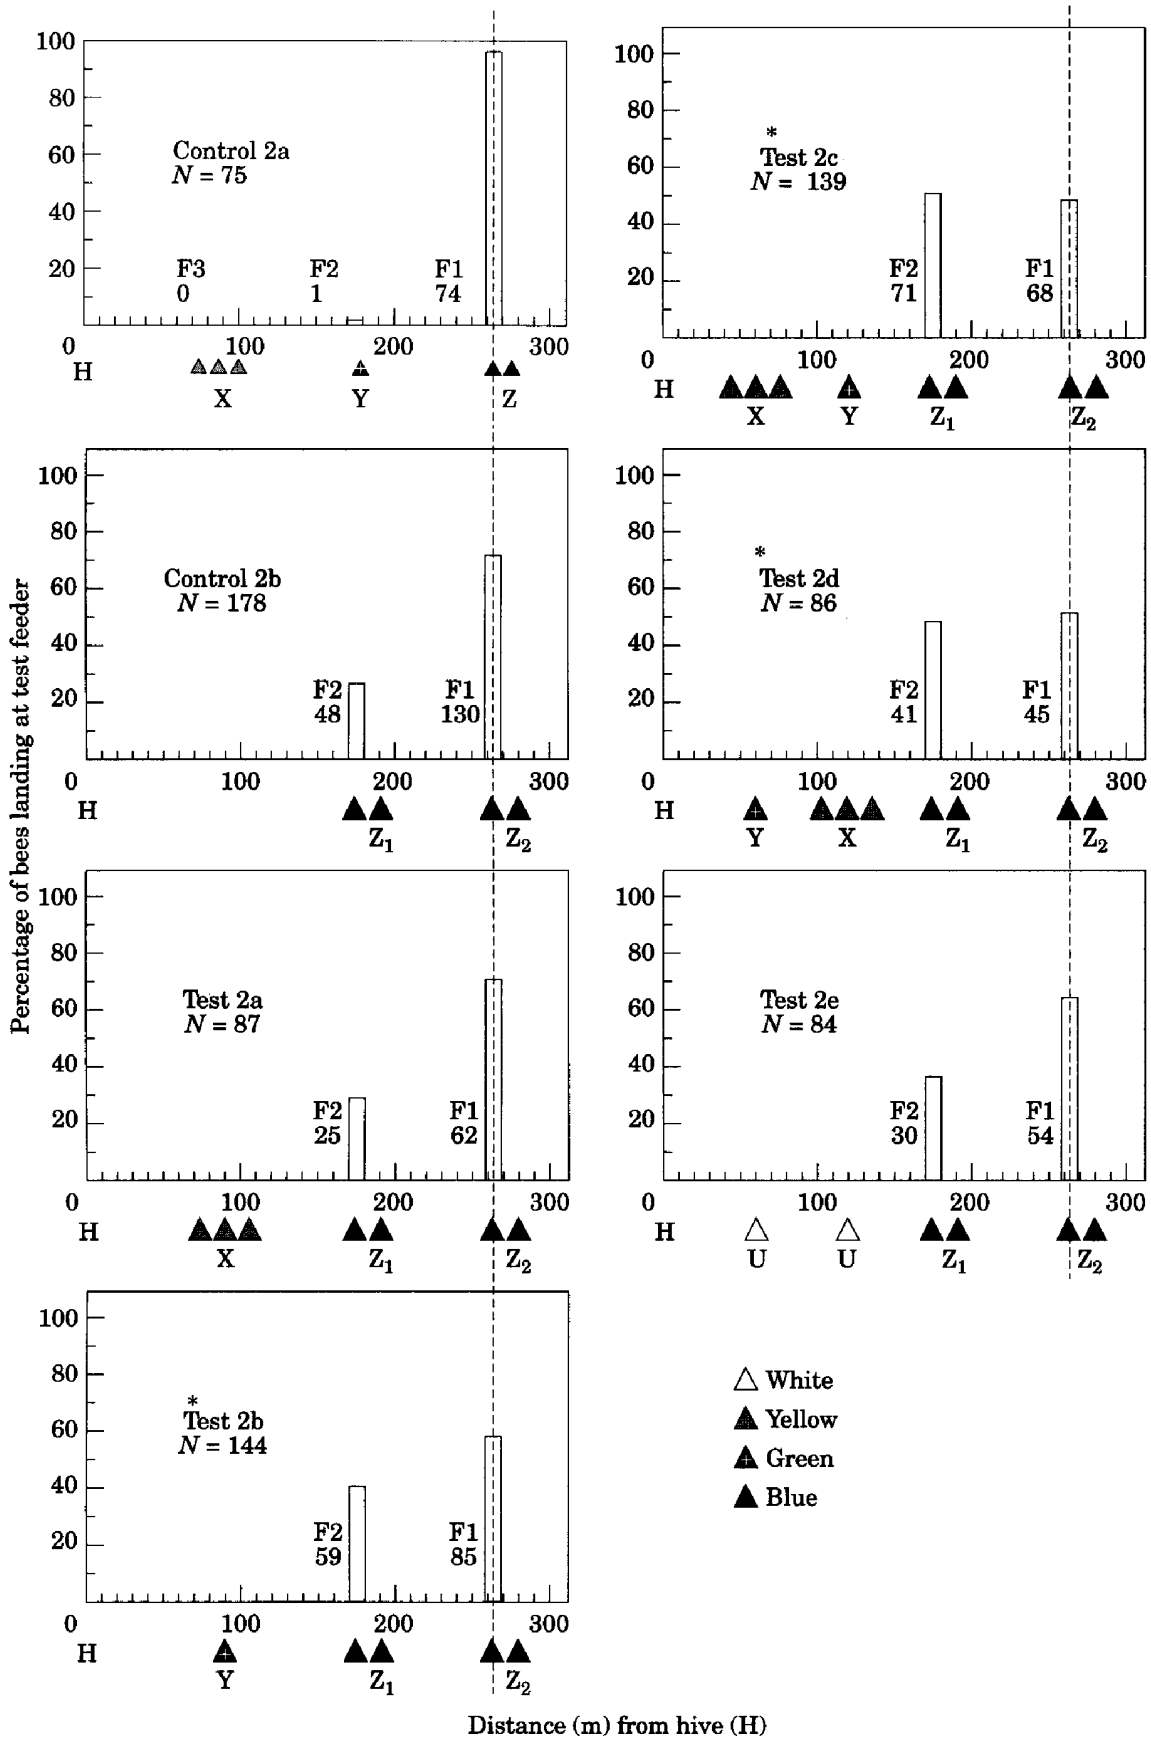 Percentage of bees landing at test feeder
100
80
60
40
20
0
Control 2a
N = 75
F3 F2 F1
0 1 74
100 200 300
H
X Y Z
100
80
60
40
20
0
Control 2b
N = 178
F2 F1
48 130
100 200 300
H
Z1 Z2
100
80
60
40
20
0
Test 2a
N = 87
F2 F1
25 62
100 200 300
H
X Z1 Z2
100
80
60
40
20
0
*
Test 2b
N = 144
F2 F1
59 85
100 200 300
H
Y Z1 Z2
100
80
60
40
20
0
*
Test 2c
N = 139
F2 F1
71 68
100 200 300
H
X Y Z1 Z2
100
80
60
40
20
0
*
Test 2d
N = 86
F2 F1
41 45
100 200 300
H
Y X Z1 Z2
100
80
60
40
20
0
Test 2e
N = 84
F2 F1
30 54
100 200 300
H
U U Z1 Z2
White
Yellow
Green
Blue
Distance (m) from hive (H)